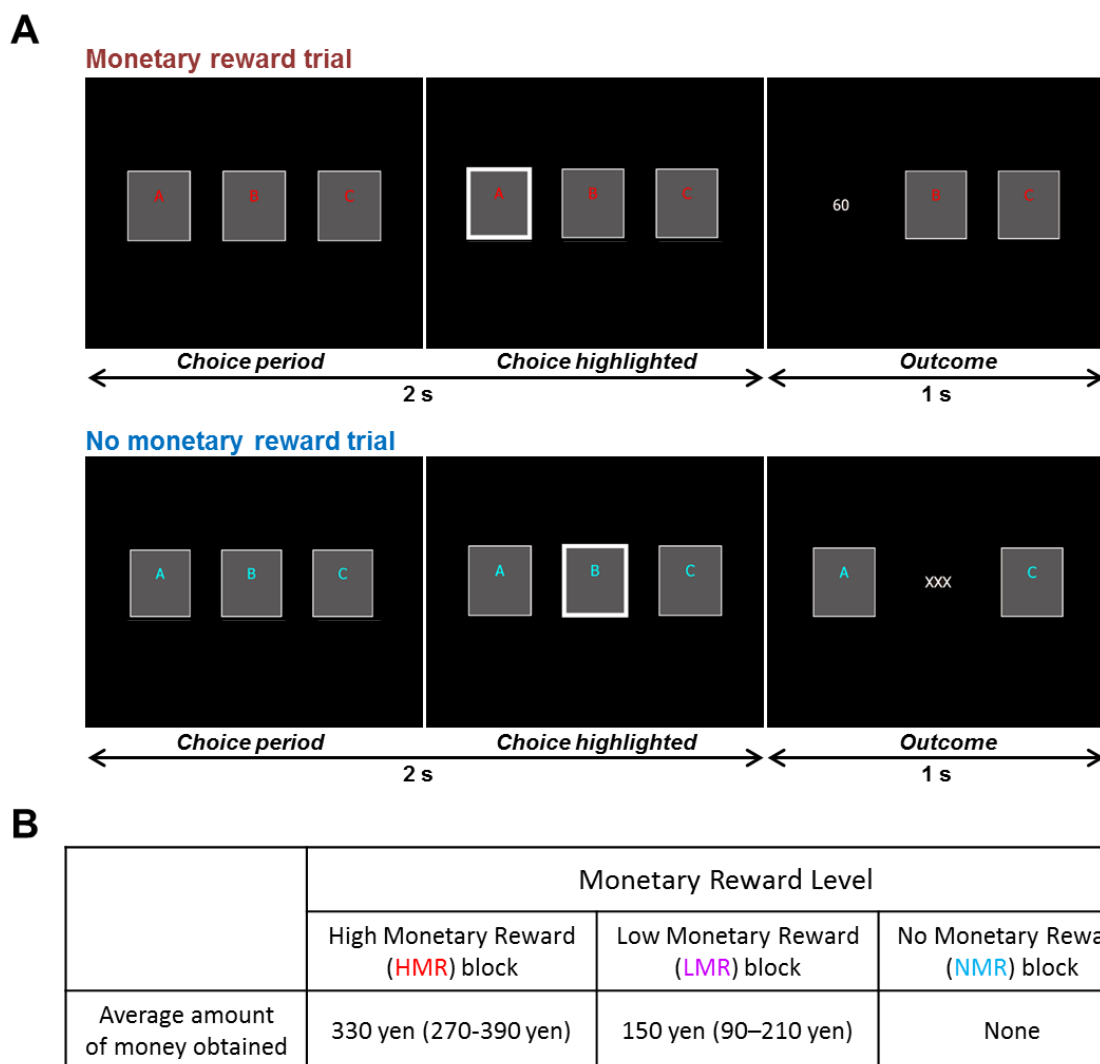 A
Monetary reward trial
A B C
A B C
60 B C
Choice period Choice highlighted Outcome
2 s 1 s
No monetary reward trial
A B C
A B C
A XXX C
Choice period Choice highlighted Outcome
2 s 1 s
B
Monetary Reward Level
High Monetary Reward
(HMR) block
Low Monetary Reward
(LMR) block
No Monetary
(NMR) block
Average amount
of money obtained
330 yen (270-390 yen)
150 yen (90–210 yen)
None